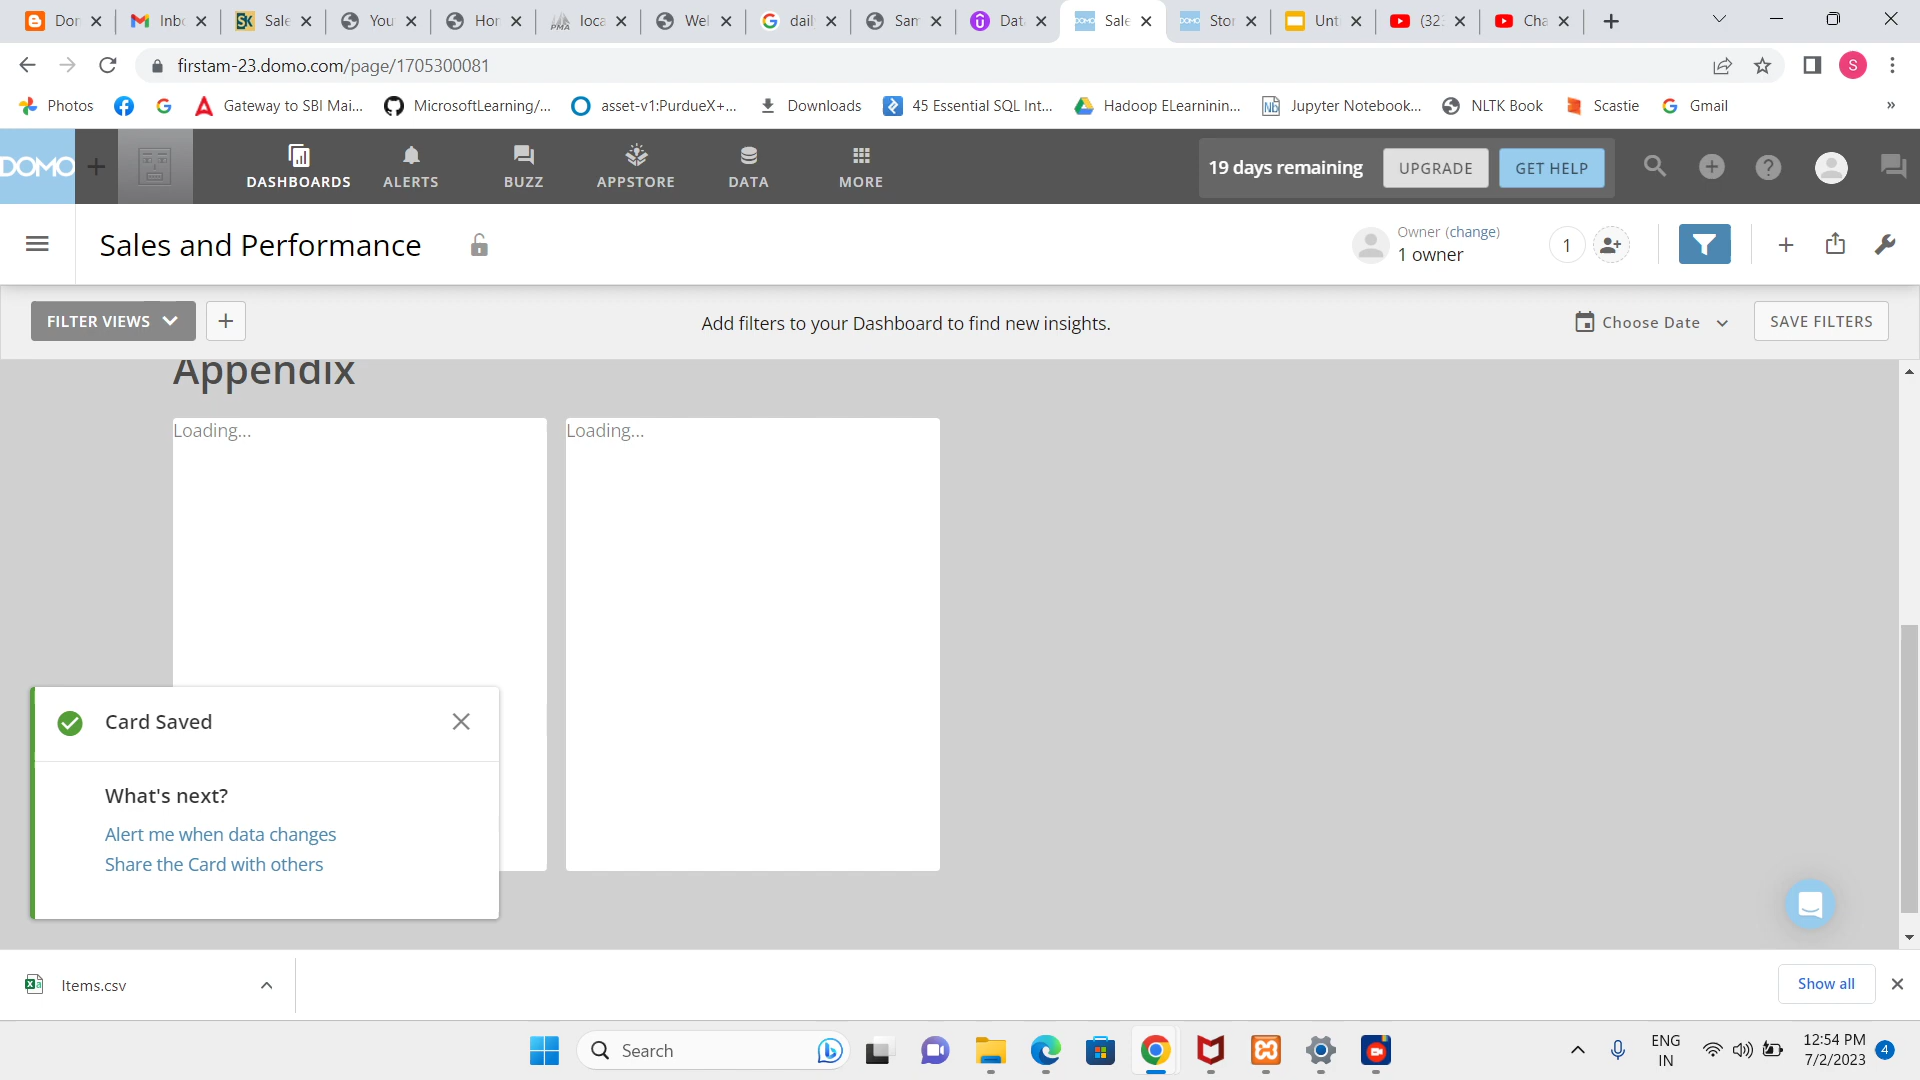 Dor
Inb
SK Sale
You
Hor
PMA loca
Wel
dail
Sam
Dat
Sale
Stor
Unt
(32
Cha
firstam-23.domo.com/page/1705300081
S
Photos
Gateway to SBI Mai...
MicrosoftLearning/...
asset-v1:PurdueX+...
Downloads
45 Essential SQL Int...
Hadoop ELearninin...
Jupyter Notebook...
NLTK Book
Scastie
Gmail
»
DOMO
DASHBOARDS
ALERTS
BUZZ
APPSTORE
DATA
MORE
19 days remaining
UPGRADE
GET HELP
Sales and Performance
Owner (change)
1 owner
1
FILTER VIEWS
Add filters to your Dashboard to find new insights.
Choose Date
SAVE FILTERS
Appendix
Loading...
Loading...
Card Saved
What's next?
Alert me when data changes
Share the Card with others
Items.csv
Show all
Search
ENG
IN
12:54 PM
7/2/2023
4